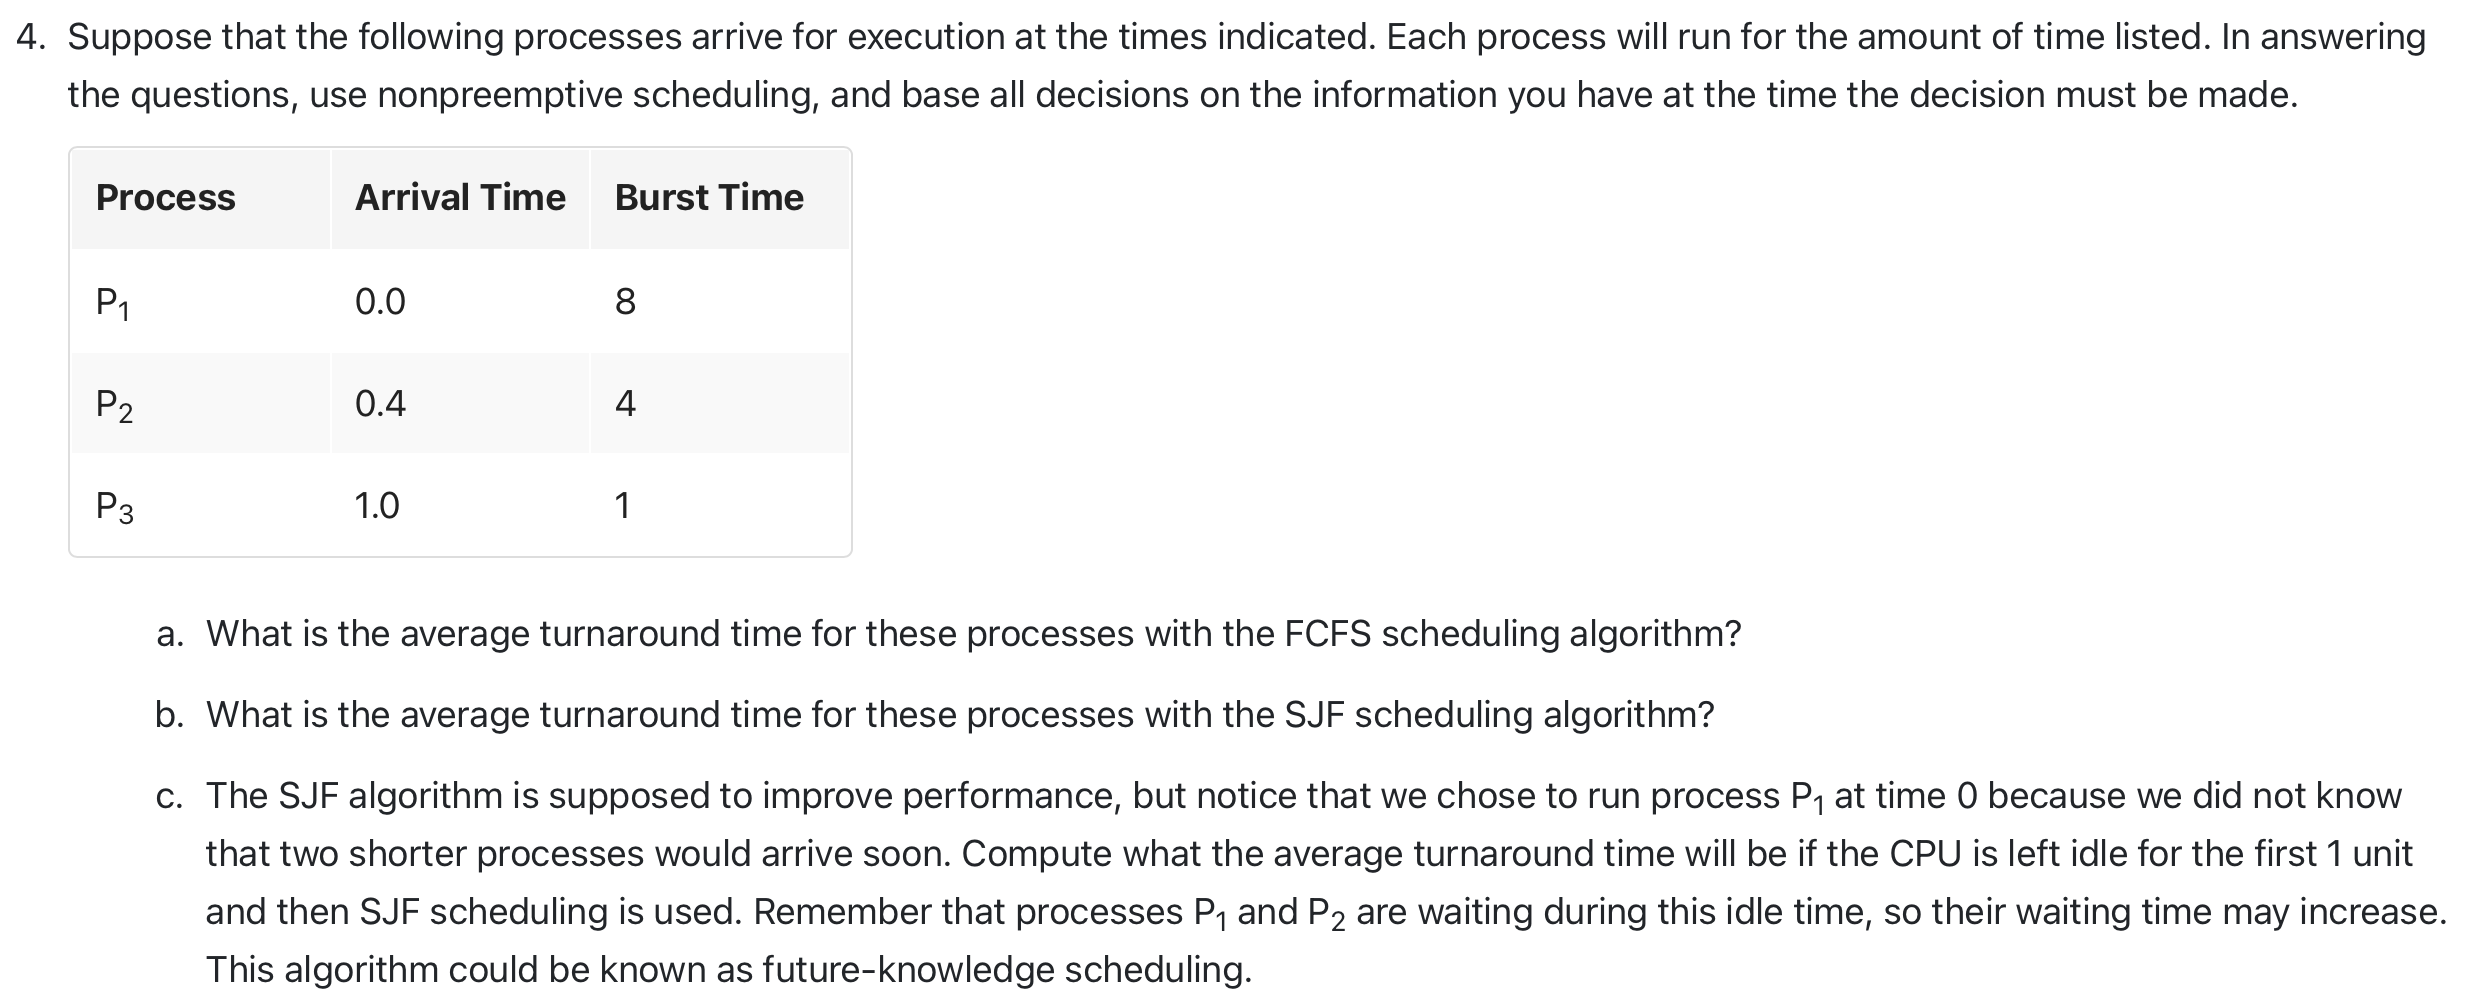 4. Suppose that the following processes arrive for execution at the times indicated. Each process will run for the amount of time listed. In answering
the questions, use nonpreemptive scheduling, and base all decisions on the information you have at the time the decision must be made.
Process Arrival Time Burst Time
P₁ 0.0 8
P₂ 0.4 4
P₃ 1.0 1
a. What is the average turnaround time for these processes with the FCFS scheduling algorithm?
b. What is the average turnaround time for these processes with the SJF scheduling algorithm?
c. The SJF algorithm is supposed to improve performance, but notice that we chose to run process P₁ at time 0 because we did not know
that two shorter processes would arrive soon. Compute what the average turnaround time will be if the CPU is left idle for the first 1 unit
and then SJF scheduling is used. Remember that processes P₁ and P₂ are waiting during this idle time, so their waiting time may increase.
This algorithm could be known as future-knowledge scheduling.